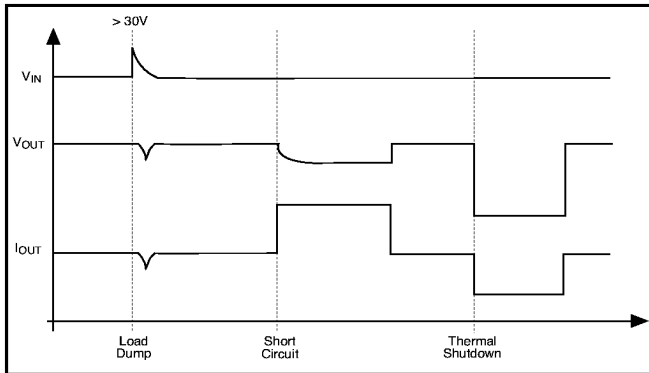 > 30V
VIN
VOUT
IOUT
Load
Dump
Short
Circuit
Thermal
Shutdown